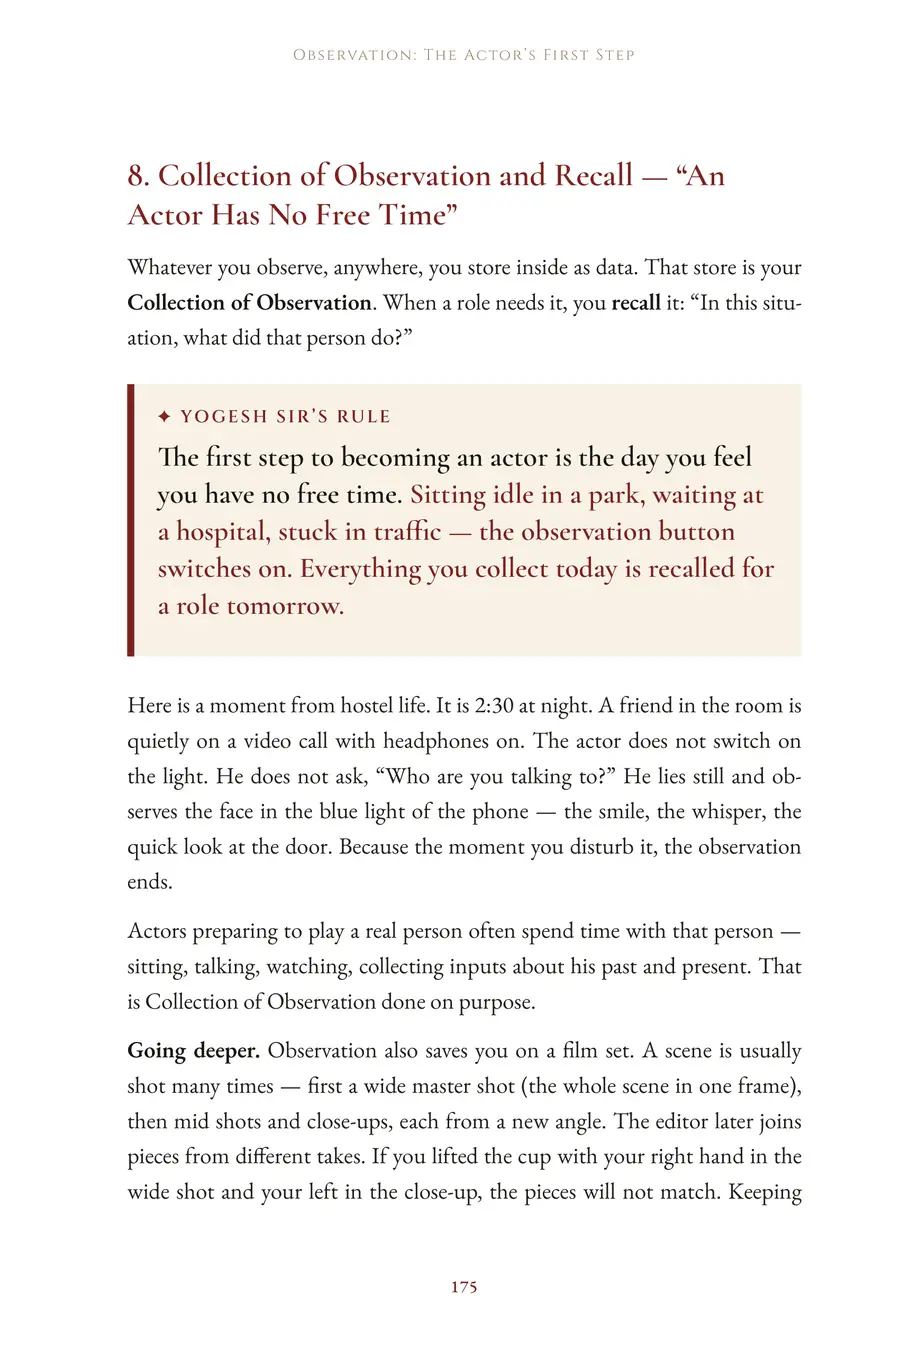 Observation: The Actor’s First Step
8. Collection of Observation and Recall — “An
Actor Has No Free Time”
Whatever you observe, anywhere, you store inside as data. That store is your
Collection of Observation. When a role needs it, you recall it: “In this situ-
ation, what did that person do?”
✦ YOGESH SIR’S RULE
The first step to becoming an actor is the day you feel
you have no free time. Sitting idle in a park, waiting at
a hospital, stuck in traffic — the observation button
switches on. Everything you collect today is recalled for
a role tomorrow.
Here is a moment from hostel life. It is 2:30 at night. A friend in the room is
quietly on a video call with headphones on. The actor does not switch on
the light. He does not ask, “Who are you talking to?” He lies still and ob-
serves the face in the blue light of the phone — the smile, the whisper, the
quick look at the door. Because the moment you disturb it, the observation
ends.
Actors preparing to play a real person often spend time with that person —
sitting, talking, watching, collecting inputs about his past and present. That
is Collection of Observation done on purpose.
Going deeper. Observation also saves you on a film set. A scene is usually
shot many times — first a wide master shot (the whole scene in one frame),
then mid shots and close-ups, each from a new angle. The editor later joins
pieces from different takes. If you lifted the cup with your right hand in the
wide shot and your left in the close-up, the pieces will not match. Keeping
175